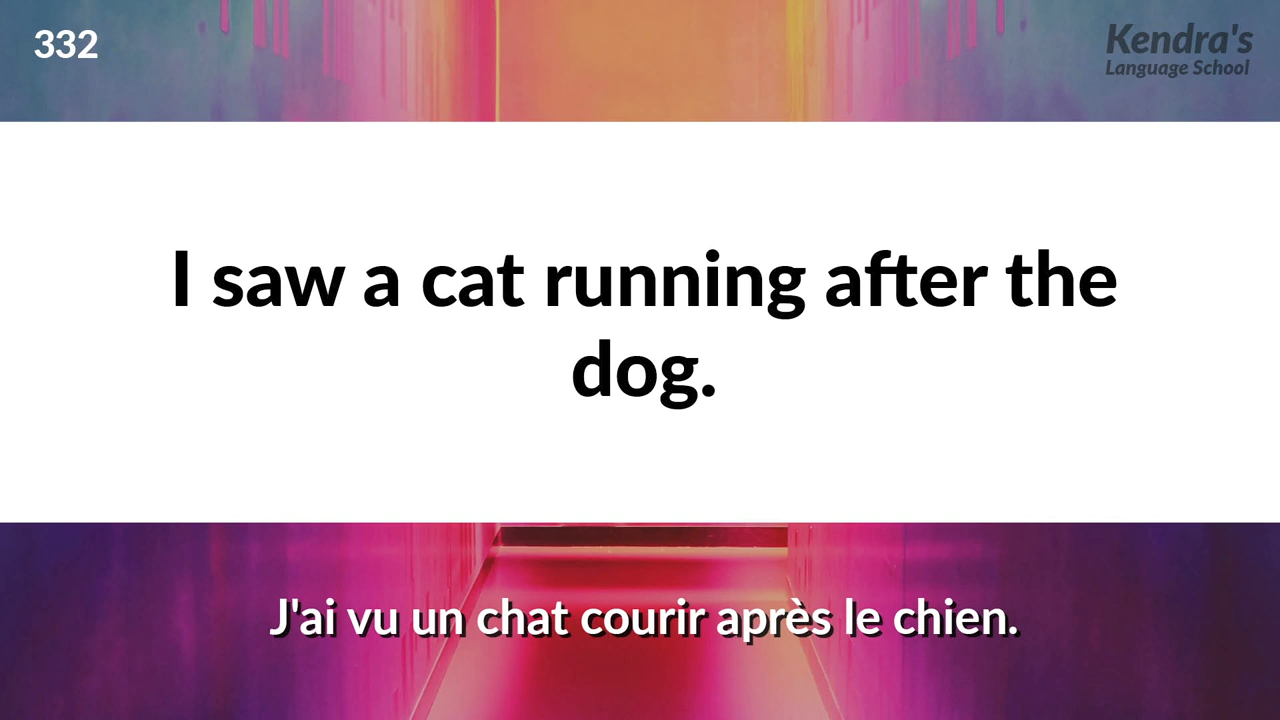 332
Kendra's
Language School
I saw a cat running after the
dog.
J'ai vu un chat courir après le chien.